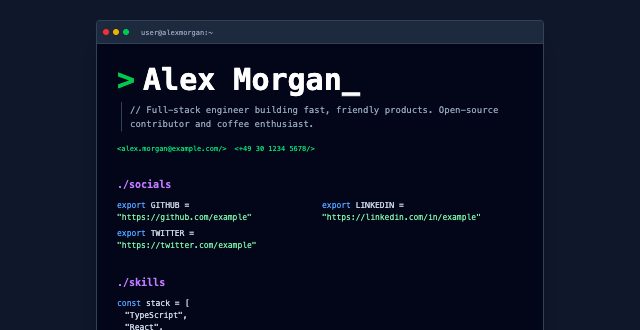 user@alexmorgan:~
> Alex Morgan_
// Full-stack engineer building fast, friendly products. Open-source
contributor and coffee enthusiast.
<alex.morgan@example.com/> <+49 30 1234 5678/>
./socials
export GITHUB =
"https://github.com/example"
export LINKEDIN =
"https://linkedin.com/in/example"
export TWITTER =
"https://twitter.com/example"
./skills
const stack = [
"TypeScript",
"React",